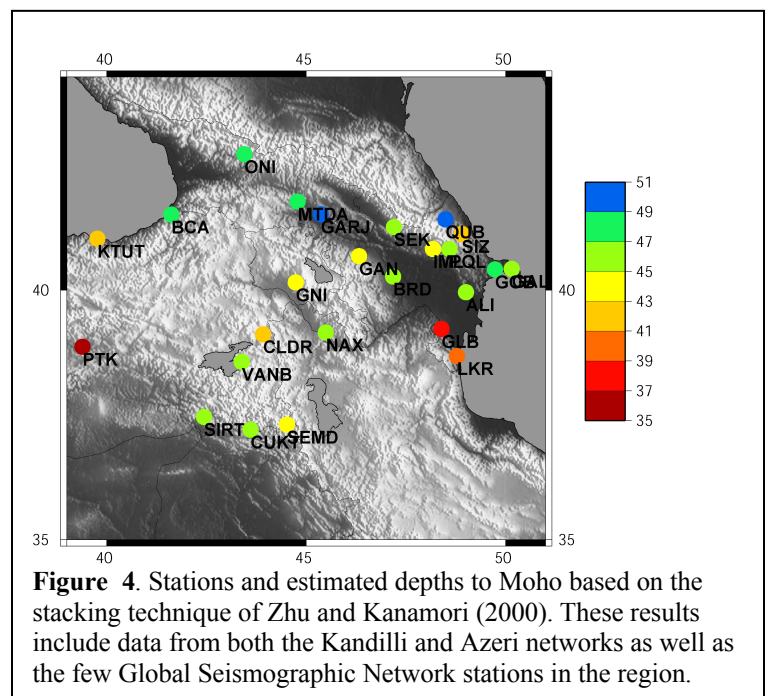 40 45 50
ONI
MTDA
GARJ
BCA
KTUT
SEK
QUB
SIZ
IML PQL
GAN
GOB GAL
BRD
GNI
40
ALI
GLB
CLDR
NAX
PTK
VANB
LKR
SIRT
CUKT
SEMD
35 35
40 45 50
51
49
47
45
43
41
39
37
35
Figure 4. Stations and estimated depths to Moho based on the
stacking technique of Zhu and Kanamori (2000). These results
include data from both the Kandilli and Azeri networks as well as
the few Global Seismographic Network stations in the region.